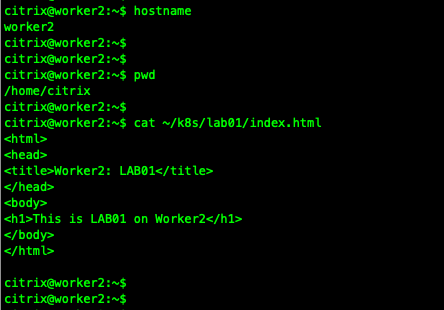 citrix@worker2:~$ hostname
worker2
citrix@worker2:~$
citrix@worker2:~$
citrix@worker2:~$ pwd
/home/citrix
citrix@worker2:~$
citrix@worker2:~$ cat ~/k8s/lab01/index.html
<html>
<head>
<title>Worker2: LAB01</title>
</head>
<body>
<h1>This is LAB01 on Worker2</h1>
</body>
</html>

citrix@worker2:~$
citrix@worker2:~$